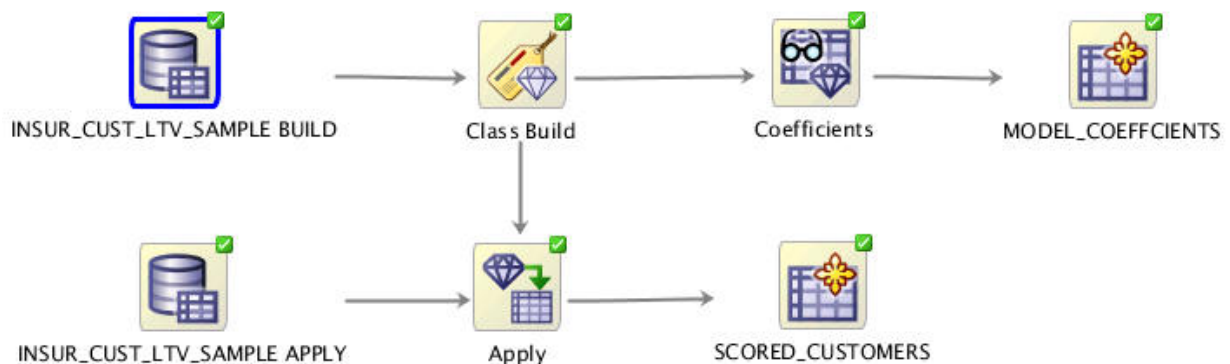 INSUR_CUST_LTV_SAMPLE BUILD
Class Build
Coefficients
MODEL_COEFFCIENTS
INSUR_CUST_LTV_SAMPLE APPLY
Apply
SCORED_CUSTOMERS